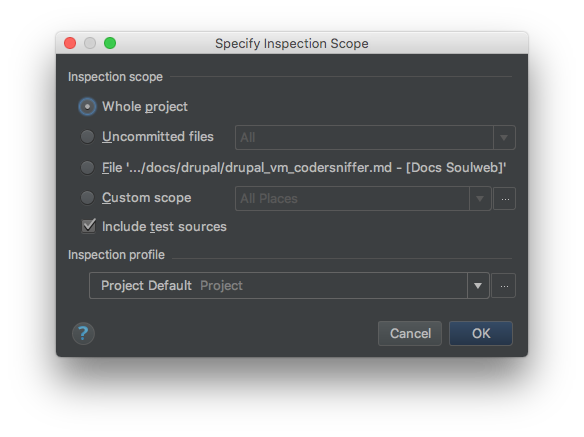 Specify Inspection Scope
Inspection scope
Whole project
Uncommitted files All
File '.../docs/drupal/drupal_vm_codersniffer.md - [Docs Soulweb]'
Custom scope All Places ...
Include test sources
Inspection profile
Project Default Project ...
? Cancel OK